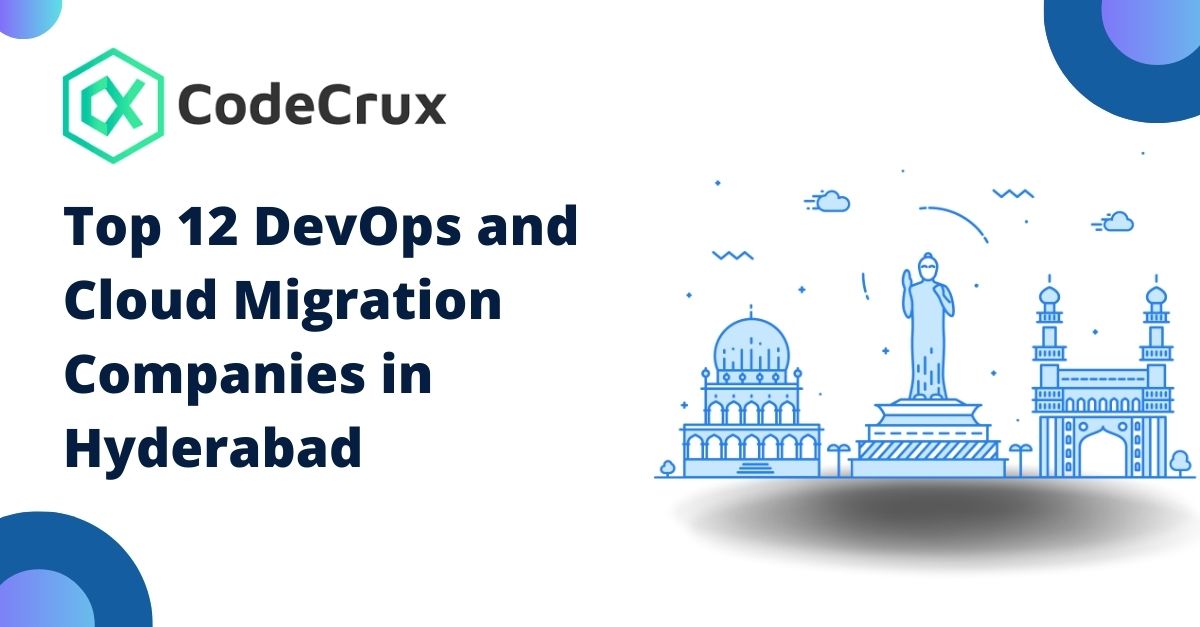 CodeCrux
Top 12 DevOps and
Cloud Migration
Companies in
Hyderabad